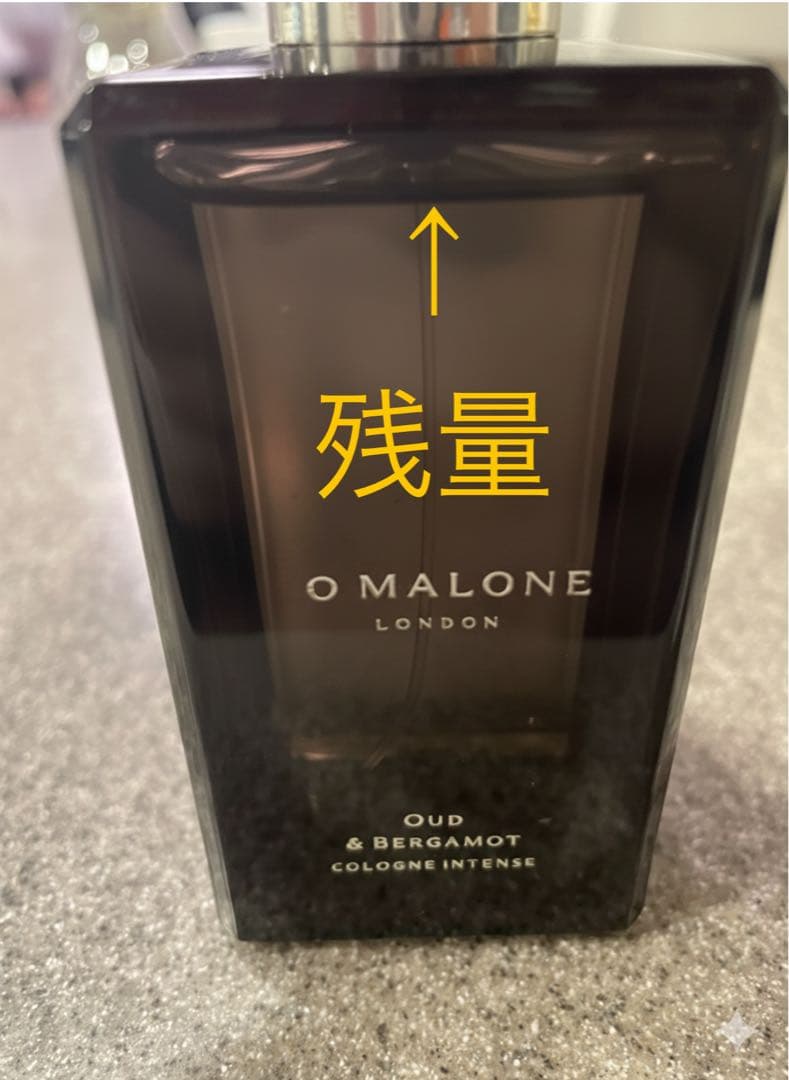 残量
O MALONE
LONDON
OUD
& BERGAMOT
COLOGNE INTENSE